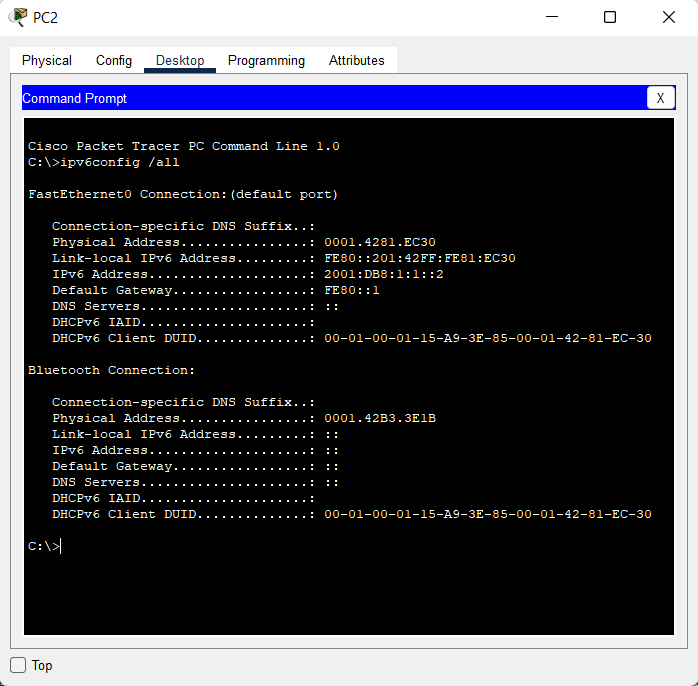 PC2
Physical Config Desktop Programming Attributes
Command Prompt X
Cisco Packet Tracer PC Command Line 1.0
C:\>ipv6config /all
FastEthernet0 Connection:(default port)
Connection-specific DNS Suffix..:
Physical Address................: 0001.4281.EC30
Link-local IPv6 Address.........: FE80::201:42FF:FE81:EC30
IPv6 Address....................: 2001:DB8:1:1::2
Default Gateway.................: FE80::1
DNS Servers.....................: ::
DHCPv6 IAID.....................:
DHCPv6 Client DUID..............: 00-01-00-01-15-A9-3E-85-00-01-42-81-EC-30
Bluetooth Connection:
Connection-specific DNS Suffix..:
Physical Address................: 0001.42B3.3E1B
Link-local IPv6 Address.........: ::
IPv6 Address....................: ::
Default Gateway.................: ::
DNS Servers.....................: ::
DHCPv6 IAID.....................:
DHCPv6 Client DUID..............: 00-01-00-01-15-A9-3E-85-00-01-42-81-EC-30
C:\>
Top